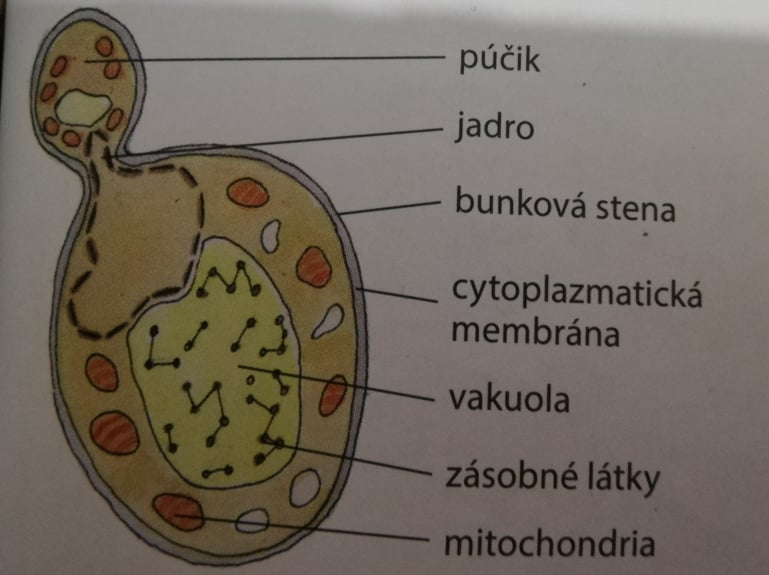 púčik
jadro
bunková stena
cytoplazmatická
membrána
vakuola
zásobné látky
mitochondria